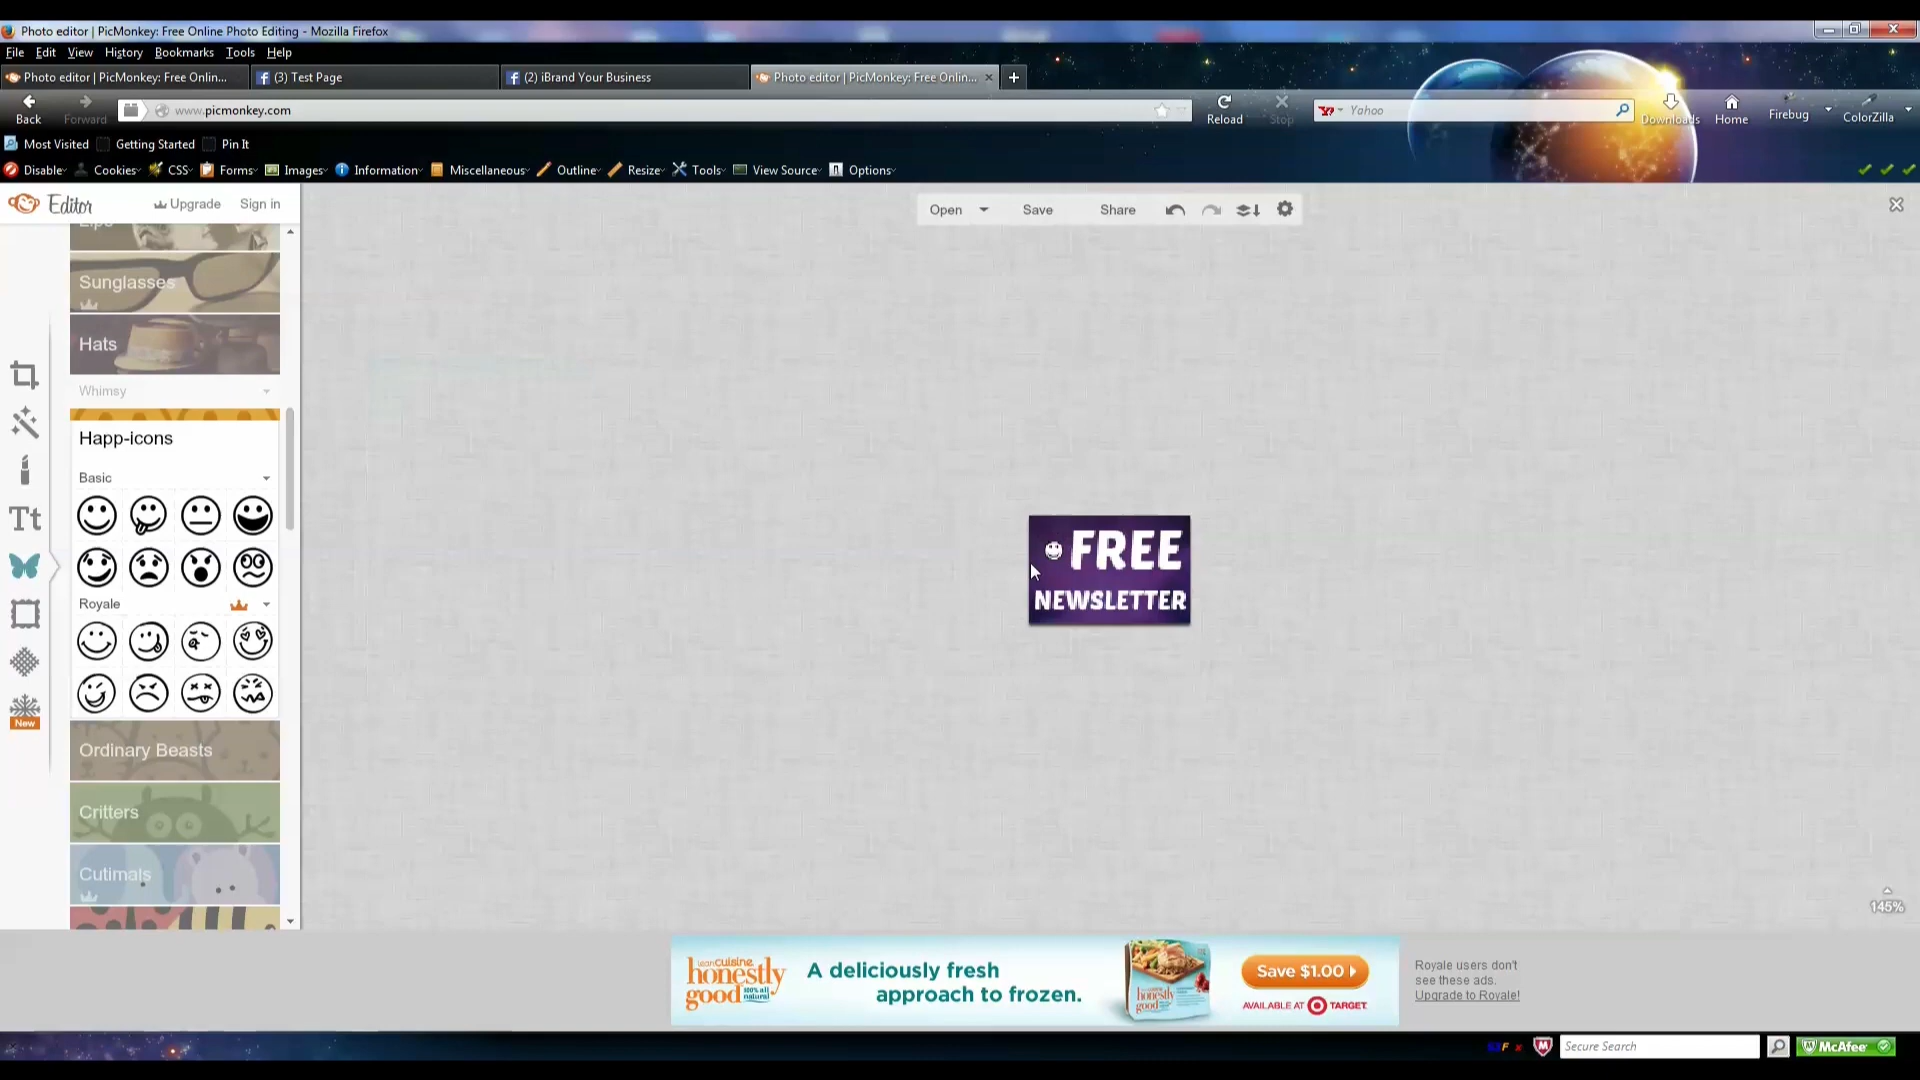 Photo editor | PicMonkey: Free Online Photo Editing - Mozilla Firefox
File Edit View History Bookmarks Tools Help
Photo editor | PicMonkey: Free Onlin... (3) Test Page (2) iBrand Your Business Photo editor | PicMonkey: Free Onlin...
Back Forward www.picmonkey.com Reload Stop Yahoo Downloads Home Firebug ColorZilla
Most Visited Getting Started Pin It
Disable Cookies CSS Forms Images Information Miscellaneous Outline Resize Tools View Source Options
Editor Upgrade Sign in
Open Save Share
Lips
Sunglasses
Hats
Whimsy
Happ-icons
Basic
Royale
Ordinary Beasts
Critters
Cutimals
Tt
New
FREE
NEWSLETTER
145%
lean cuisine
honestly
good
100% all
natural
A deliciously fresh
approach to frozen.
Save $1.00
AVAILABLE AT TARGET
Royale users don't
see these ads.
Upgrade to Royale!
Secure Search McAfee